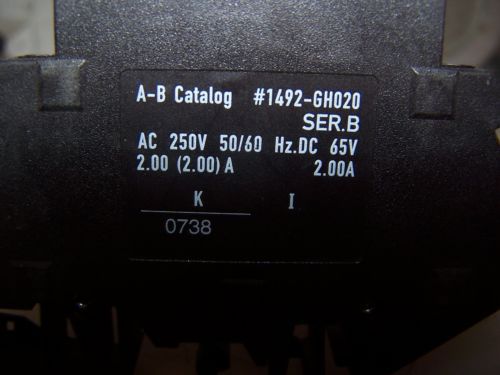 A-B Catalog #1492-GH020
SER.B
AC 250V 50/60 Hz.DC 65V
2.00 (2.00) A 2.00A
K I
0738